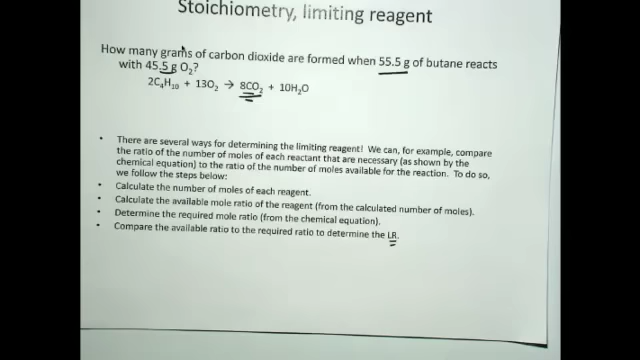 Stoichiometry, limiting reagent
How many grams of carbon dioxide are formed when 55.5 g of butane reacts
with 45.5 g O₂?
2C₄H₁₀ + 13O₂ → 8CO₂ + 10H₂O
• There are several ways for determining the limiting reagent! We can, for example, compare
the ratio of the number of moles of each reactant that are necessary (as shown by the
chemical equation) to the ratio of the number of moles available for the reaction. To do so,
we follow the steps below:
• Calculate the number of moles of each reagent.
• Calculate the available mole ratio of the reagent (from the calculated number of moles).
• Determine the required mole ratio (from the chemical equation).
• Compare the available ratio to the required ratio to determine the LR.